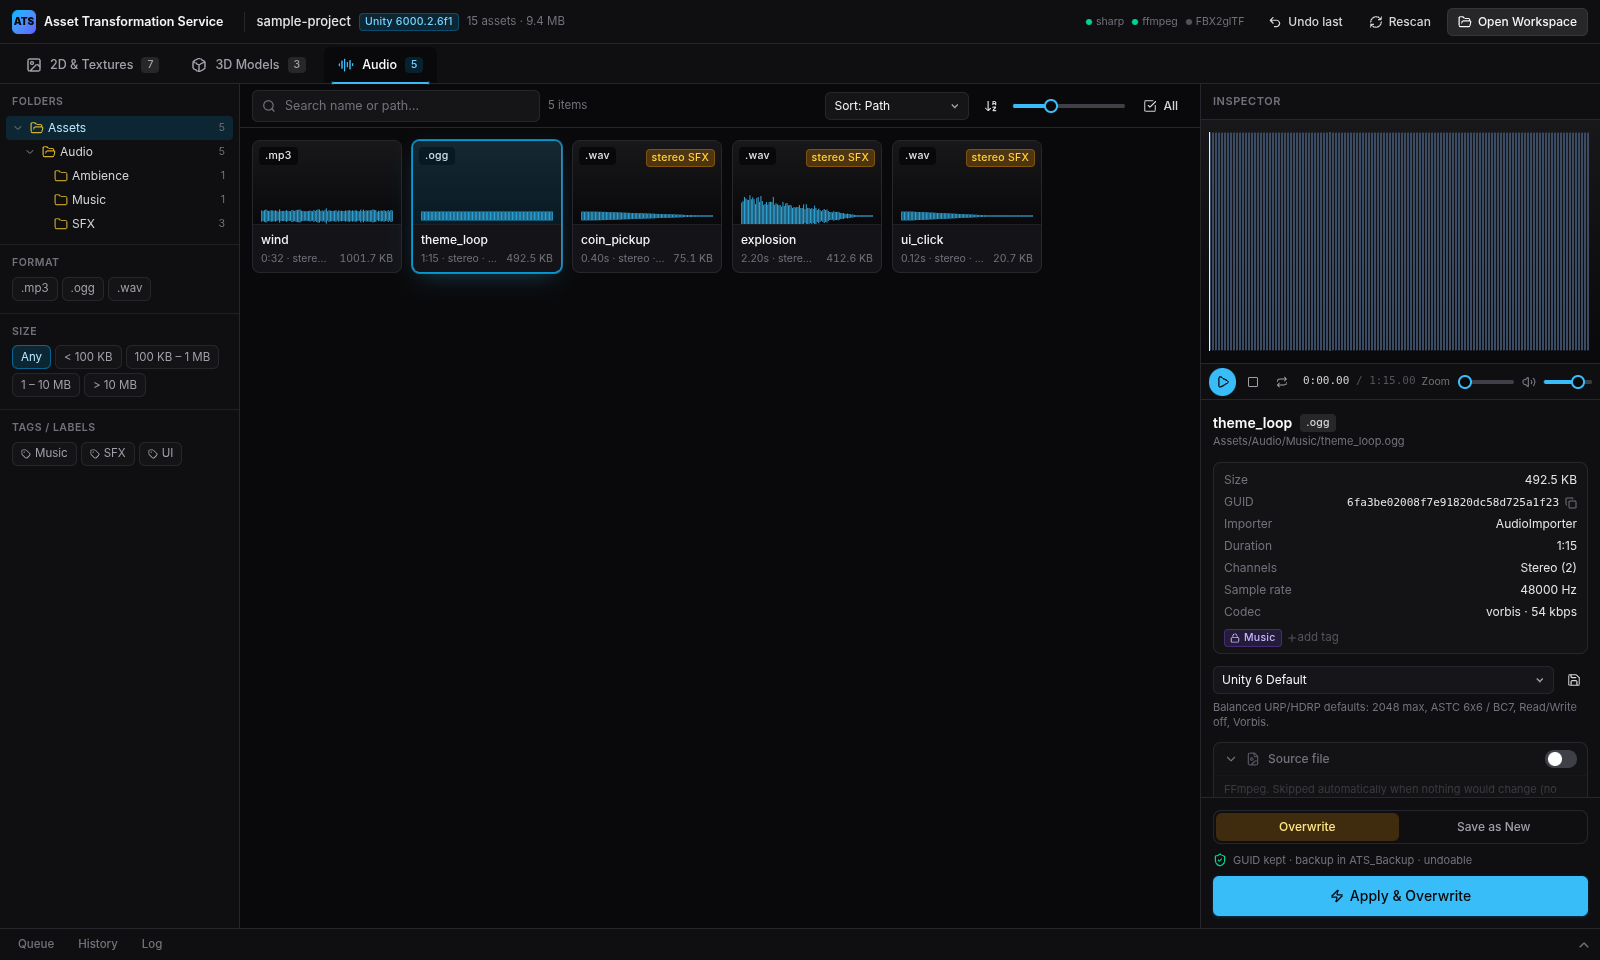 ATS Asset Transformation Service sample-project Unity 6000.2.6f1 15 assets · 9.4 MB sharp ffmpeg FBX2glTF Undo last Rescan Open Workspace
2D & Textures 7 3D Models 3 Audio 5
FOLDERS
Assets 5
Audio 5
Ambience 1
Music 1
SFX 3
FORMAT
.mp3 .ogg .wav
SIZE
Any < 100 KB 100 KB – 1 MB
1 – 10 MB > 10 MB
TAGS / LABELS
Music SFX UI
Search name or path... 5 items Sort: Path All
.mp3
wind
0:32 · stere... 1001.7 KB
.ogg
theme_loop
1:15 · stereo · ... 492.5 KB
.wav stereo SFX
coin_pickup
0.40s · stereo ·... 75.1 KB
.wav stereo SFX
explosion
2.20s · stere... 412.6 KB
.wav stereo SFX
ui_click
0.12s · stereo · ... 20.7 KB
INSPECTOR
0:00.00 / 1:15.00 Zoom
theme_loop .ogg
Assets/Audio/Music/theme_loop.ogg
Size 492.5 KB
GUID 6fa3be02008f7e91820dc58d725a1f23
Importer AudioImporter
Duration 1:15
Channels Stereo (2)
Sample rate 48000 Hz
Codec vorbis · 54 kbps
Music +add tag
Unity 6 Default
Balanced URP/HDRP defaults: 2048 max, ASTC 6x6 / BC7, Read/Write
off, Vorbis.
Source file
FFmpeg. Skipped automatically when nothing would change (no
Overwrite Save as New
GUID kept · backup in ATS_Backup · undoable
Apply & Overwrite
Queue History Log